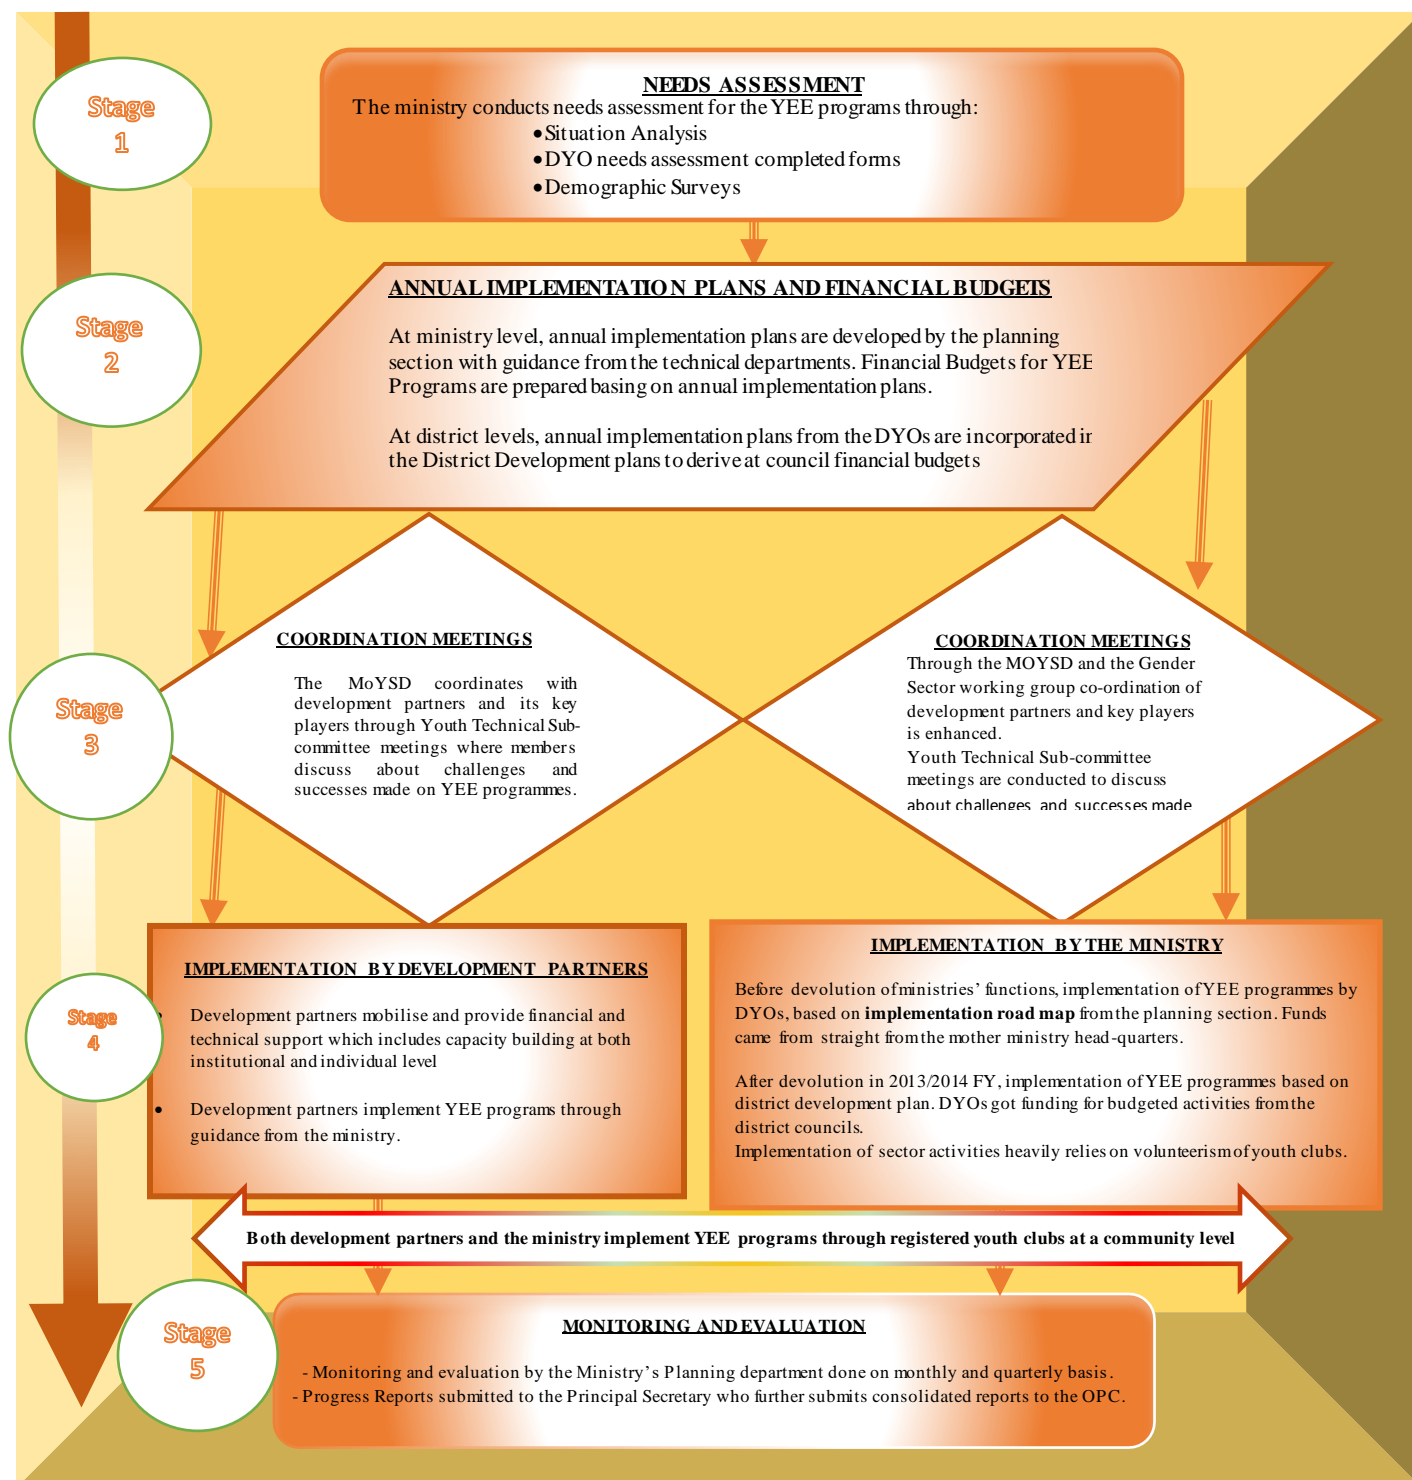 Stage
1
NEEDS ASSESSMENT
The ministry conducts needs assessment for the YEE programs through:
• Situation Analysis
• DYO needs assessment completed forms
• Demographic Surveys
Stage
2
ANNUAL IMPLEMENTATION PLANS AND FINANCIAL BUDGETS
At ministry level, annual implementation plans are developed by the planning
section with guidance from the technical departments. Financial Budgets for YEE
Programs are prepared basing on annual implementation plans.
At district levels, annual implementation plans from the DYOs are incorporated in
the District Development plans to derive at council financial budgets
Stage
3
COORDINATION MEETINGS
The MoYSD coordinates with
development partners and its key
players through Youth Technical Sub-
committee meetings where members
discuss about challenges and
successes made on YEE programmes.
COORDINATION MEETINGS
Through the MOYSD and the Gender
Sector working group co-ordination of
development partners and key players
is enhanced.
Youth Technical Sub-committee
meetings are conducted to discuss
about challenges and successes made
Stage
4
IMPLEMENTATION BY DEVELOPMENT PARTNERS
• Development partners mobilise and provide financial and
technical support which includes capacity building at both
institutional and individual level
• Development partners implement YEE programs through
guidance from the ministry.
IMPLEMENTATION BY THE MINISTRY
Before devolution of ministries’ functions, implementation of YEE programmes by
DYOs, based on implementation road map from the planning section. Funds
came from straight from the mother ministry head-quarters.
After devolution in 2013/2014 FY, implementation of YEE programmes based on
district development plan. DYOs got funding for budgeted activities from the
district councils.
Implementation of sector activities heavily relies on volunteerism of youth clubs.
Both development partners and the ministry implement YEE programs through registered youth clubs at a community level
Stage
5
MONITORING AND EVALUATION
- Monitoring and evaluation by the Ministry’s Planning department done on monthly and quarterly basis.
- Progress Reports submitted to the Principal Secretary who further submits consolidated reports to the OPC.